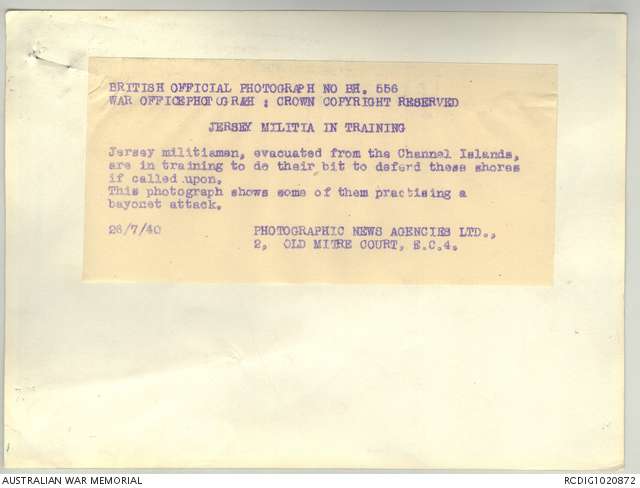 BRITISH OFFICIAL PHOTOGRAPH NO BH. 556
WAR OFFICEPHOTOGRAH : CROWN COPYRIGHT RESERVED
JERSEY MILITIA IN TRAINING
Jersey militiamen, evacuated from the Channel Islands,
are in training to do their bit to defend these shores
if called upon.
This photograph shows some of them practising a
bayonet attack.
26/7/40 PHOTOGRAPHIC NEWS AGENCIES LTD.,
2, OLD MITRE COURT, E.C.4.
AUSTRALIAN WAR MEMORIAL RCDIG1020872